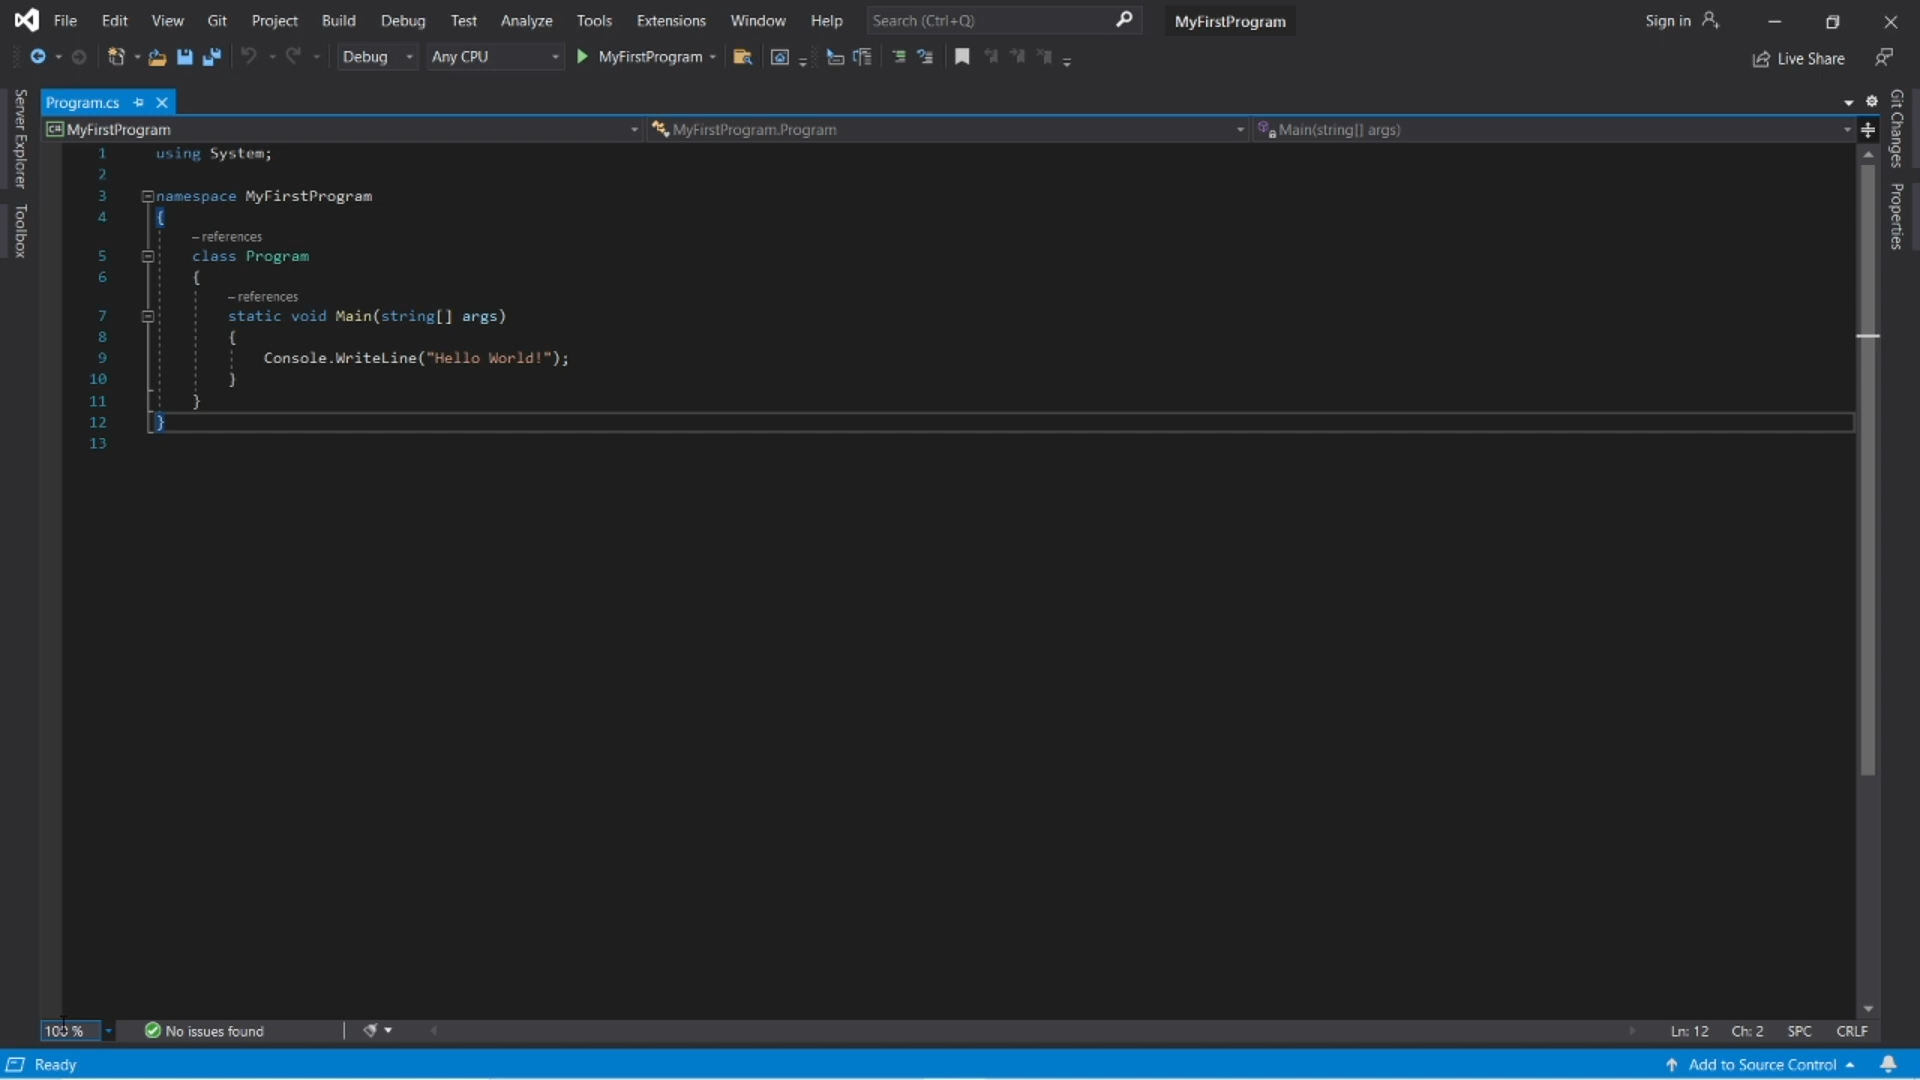 File Edit View Git Project Build Debug Test Analyze Tools Extensions Window Help Search (Ctrl+Q) MyFirstProgram Sign in
Debug Any CPU MyFirstProgram Live Share
Program.cs
MyFirstProgram MyFirstProgram.Program Main(string[] args)
Server Explorer
Toolbox
Git Changes
Properties
1 using System;
2
3 namespace MyFirstProgram
4 {
– references
5 class Program
6 {
– references
7 static void Main(string[] args)
8 {
9 Console.WriteLine("Hello World!");
10 }
11 }
12 }
13
100 % No issues found Ln: 12 Ch: 2 SPC CRLF
Ready Add to Source Control